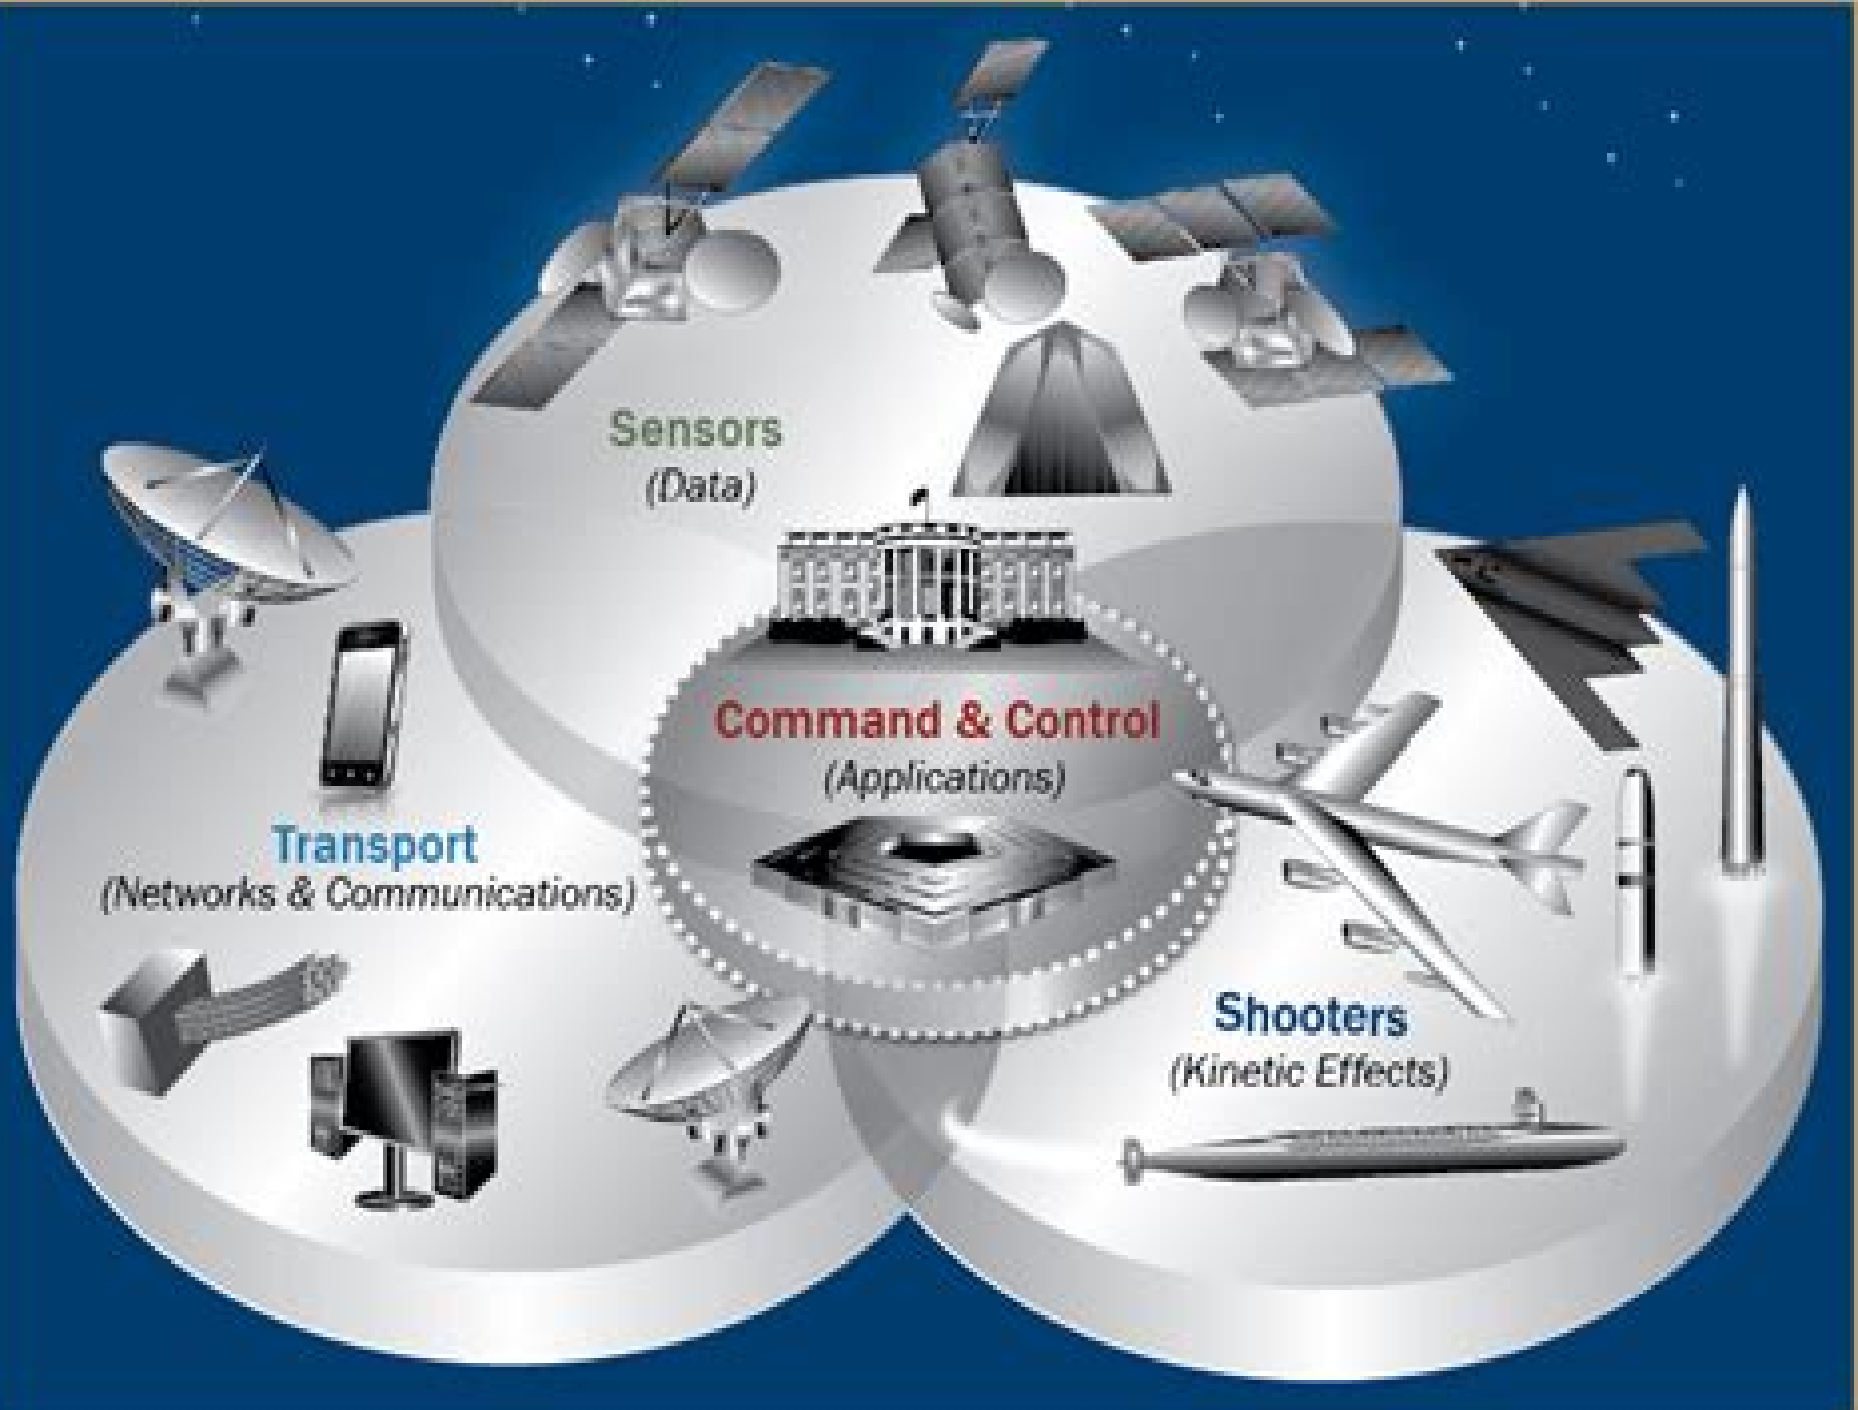 Sensors
(Data)
Command & Control
(Applications)
Transport
(Networks & Communications)
Shooters
(Kinetic Effects)